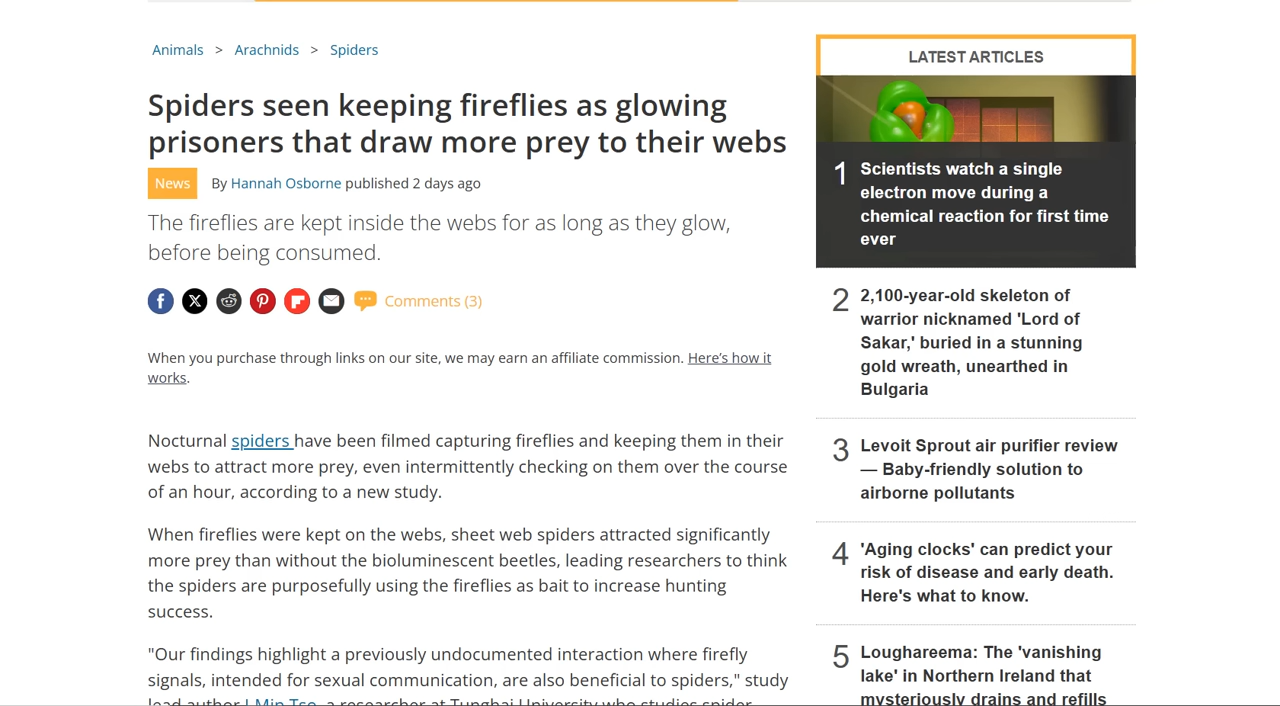 Animals > Arachnids > Spiders
Spiders seen keeping fireflies as glowing
prisoners that draw more prey to their webs
News By Hannah Osborne published 2 days ago
The fireflies are kept inside the webs for as long as they glow,
before being consumed.
Comments (3)
When you purchase through links on our site, we may earn an affiliate commission. Here’s how it
works.
Nocturnal spiders have been filmed capturing fireflies and keeping them in their
webs to attract more prey, even intermittently checking on them over the course
of an hour, according to a new study.
When fireflies were kept on the webs, sheet web spiders attracted significantly
more prey than without the bioluminescent beetles, leading researchers to think
the spiders are purposefully using the fireflies as bait to increase hunting
success.
"Our findings highlight a previously undocumented interaction where firefly
signals, intended for sexual communication, are also beneficial to spiders," study
lead author I-Min Tso, a researcher at Tunghai University who studies spider
LATEST ARTICLES
1 Scientists watch a single
electron move during a
chemical reaction for first time
ever
2 2,100-year-old skeleton of
warrior nicknamed 'Lord of
Sakar,' buried in a stunning
gold wreath, unearthed in
Bulgaria
3 Levoit Sprout air purifier review
— Baby-friendly solution to
airborne pollutants
4 'Aging clocks' can predict your
risk of disease and early death.
Here's what to know.
5 Loughareema: The 'vanishing
lake' in Northern Ireland that
mysteriously drains and refills